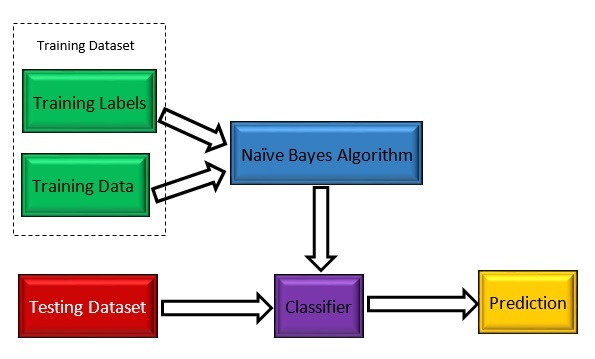 Training Dataset
Training Labels
Naïve Bayes Algorithm
Training Data
Testing Dataset
Classifier
Prediction